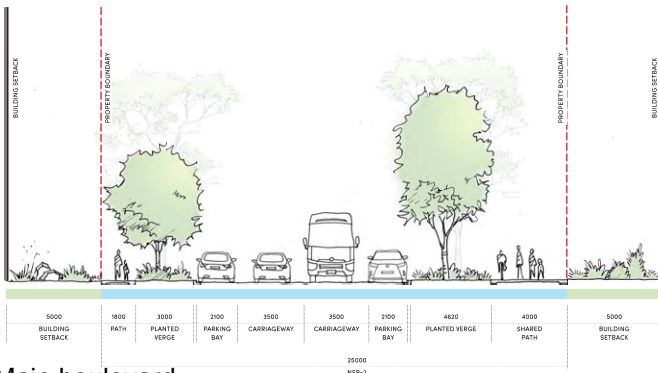 BUILDING SETBACK
PROPERTY BOUNDARY
PROPERTY BOUNDARY
BUILDING SETBACK
5000 1800 3000 2100 3500 3500 2100 4620 4000 5000
BUILDING PATH PLANTED PARKING CARRIAGEWAY CARRIAGEWAY PARKING PLANTED VERGE SHARED BUILDING
SETBACK VERGE BAY BAY PATH SETBACK
25000
Main boulevard